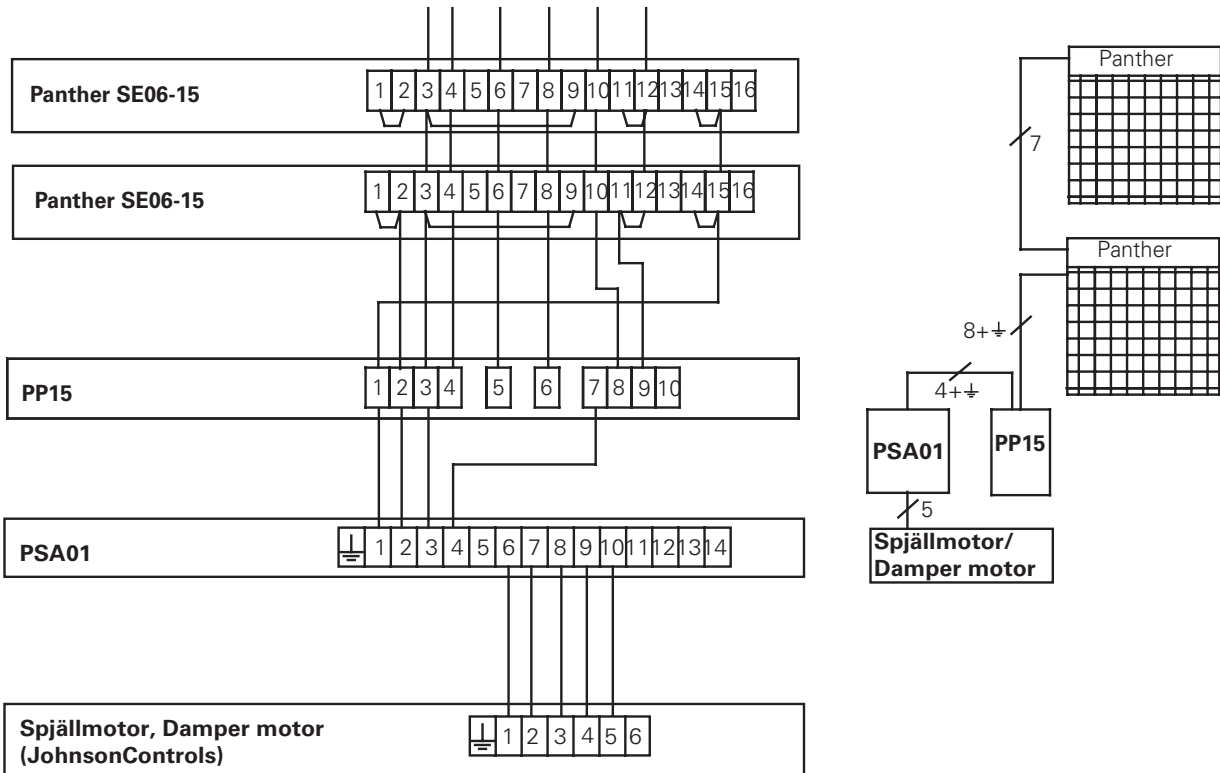 Panther SE06-15
1 2 3 4 5 6 7 8 9 10 11 12 13 14 15 16
Panther SE06-15
1 2 3 4 5 6 7 8 9 10 11 12 13 14 15 16
PP15
1 2 3 4 5 6 7 8 9 10
PSA01
1 2 3 4 5 6 7 8 9 10 11 12 13 14
Spjällmotor, Damper motor
(JohnsonControls)
1 2 3 4 5 6
Panther
7
Panther
8+⏚
4+⏚
PSA01
PP15
5
Spjällmotor/
Damper motor